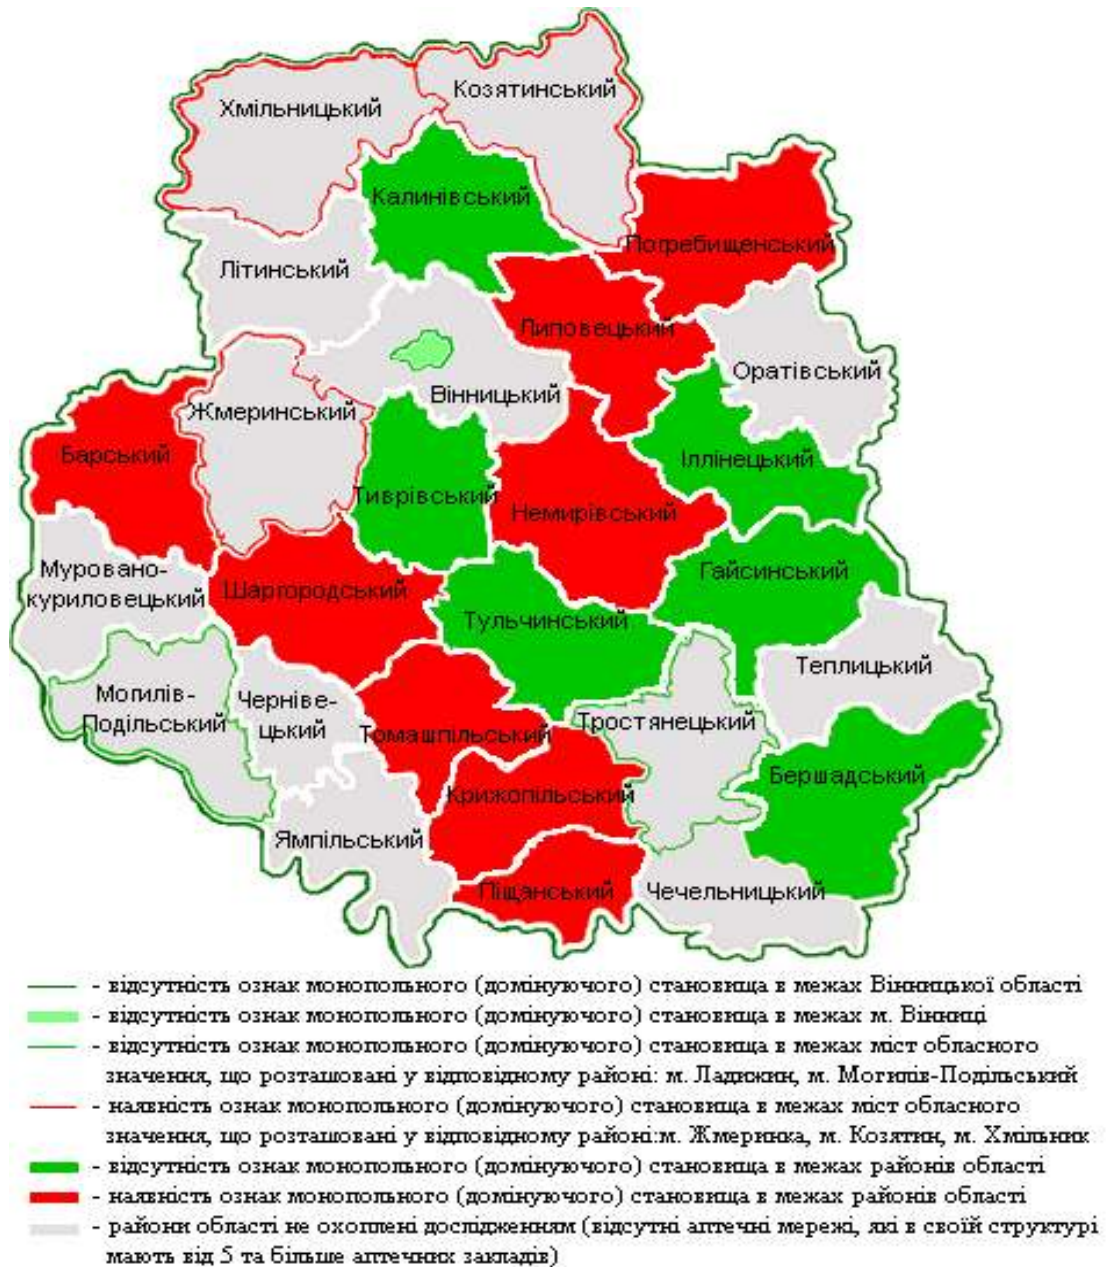 Козятинський
Хмільницький
Калинівський
Погребищенський
Літинський
Липовецький
Оратівський
Вінницький
Жмеринський
Барський
Іллінецький
Тиврівський
Немирівський
Муровано-
куриловецький
Гайсинський
Шаргородський
Тульчинський
Теплицький
Могилів-
Подільський
Черніве-
цький
Тростянецький
Томашпільський
Бершадський
Крижопільський
Ямпільський
Піщанський
Чечельницький
- відсутність ознак монопольного (домінуючого) становища в межах Вінницької області
- відсутність ознак монопольного (домінуючого) становища в межах м. Вінниці
- відсутність ознак монопольного (домінуючого) становища в межах міст обласного
значення, що розташовані у відповідному районі: м. Ладижин, м. Могилів-Подільський
- наявність ознак монопольного (домінуючого) становища в межах міст обласного
значення, що розташовані у відповідному районі:м. Жмеринка, м. Козятин, м. Хмільник
- відсутність ознак монопольного (домінуючого) становища в межах районів області
- наявність ознак монопольного (домінуючого) становища в межах районів області
- райони області не охоплені дослідженням (відсутні аптечні мережі, які в своїй структурі
мають від 5 та більше аптечних закладів)